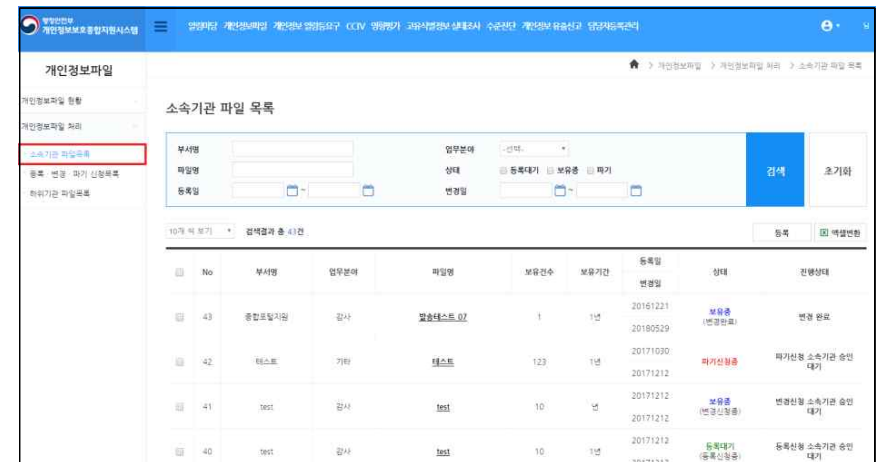 행정안전부
개인정보보호종합지원시스템
열람마당 개인정보파일 개인정보 열람등요구 CCTV 영향평가 고유식별정보 실태조사 수준진단 개인정보 유출신고 담당자등록관리
개인정보파일
> 개인정보파일 > 개인정보파일 처리 > 소속기관 파일 목록
개인정보파일 현황
개인정보파일 처리
소속기관 파일목록
등록 · 변경 · 파기 신청목록
하위기관 파일목록
소속기관 파일 목록
부서명 업무분야 -선택-
파일명 상태 등록대기 보유중 파기
등록일 ~ 변경일 ~
검색 초기화
10개 씩 보기 검색결과 총 43건 등록 엑셀변환
No 부서명 업무분야 파일명 보유건수 보유기간 등록일 변경일 상태 진행상태
43 종합포털지원 감사 발송테스트_07 1 1년 20161221 20180529 보유중 (변경완료) 변경 완료
42 테스트 기타 테스트 123 1년 20171030 20171212 파기신청중 파기신청 소속기관 승인 대기
41 test 감사 test 10 년 20171212 20171212 보유중 (변경신청중) 변경신청 소속기관 승인 대기
40 test 감사 test 10 1년 20171212 등록대기 (등록신청중) 등록신청 소속기관 승인 대기